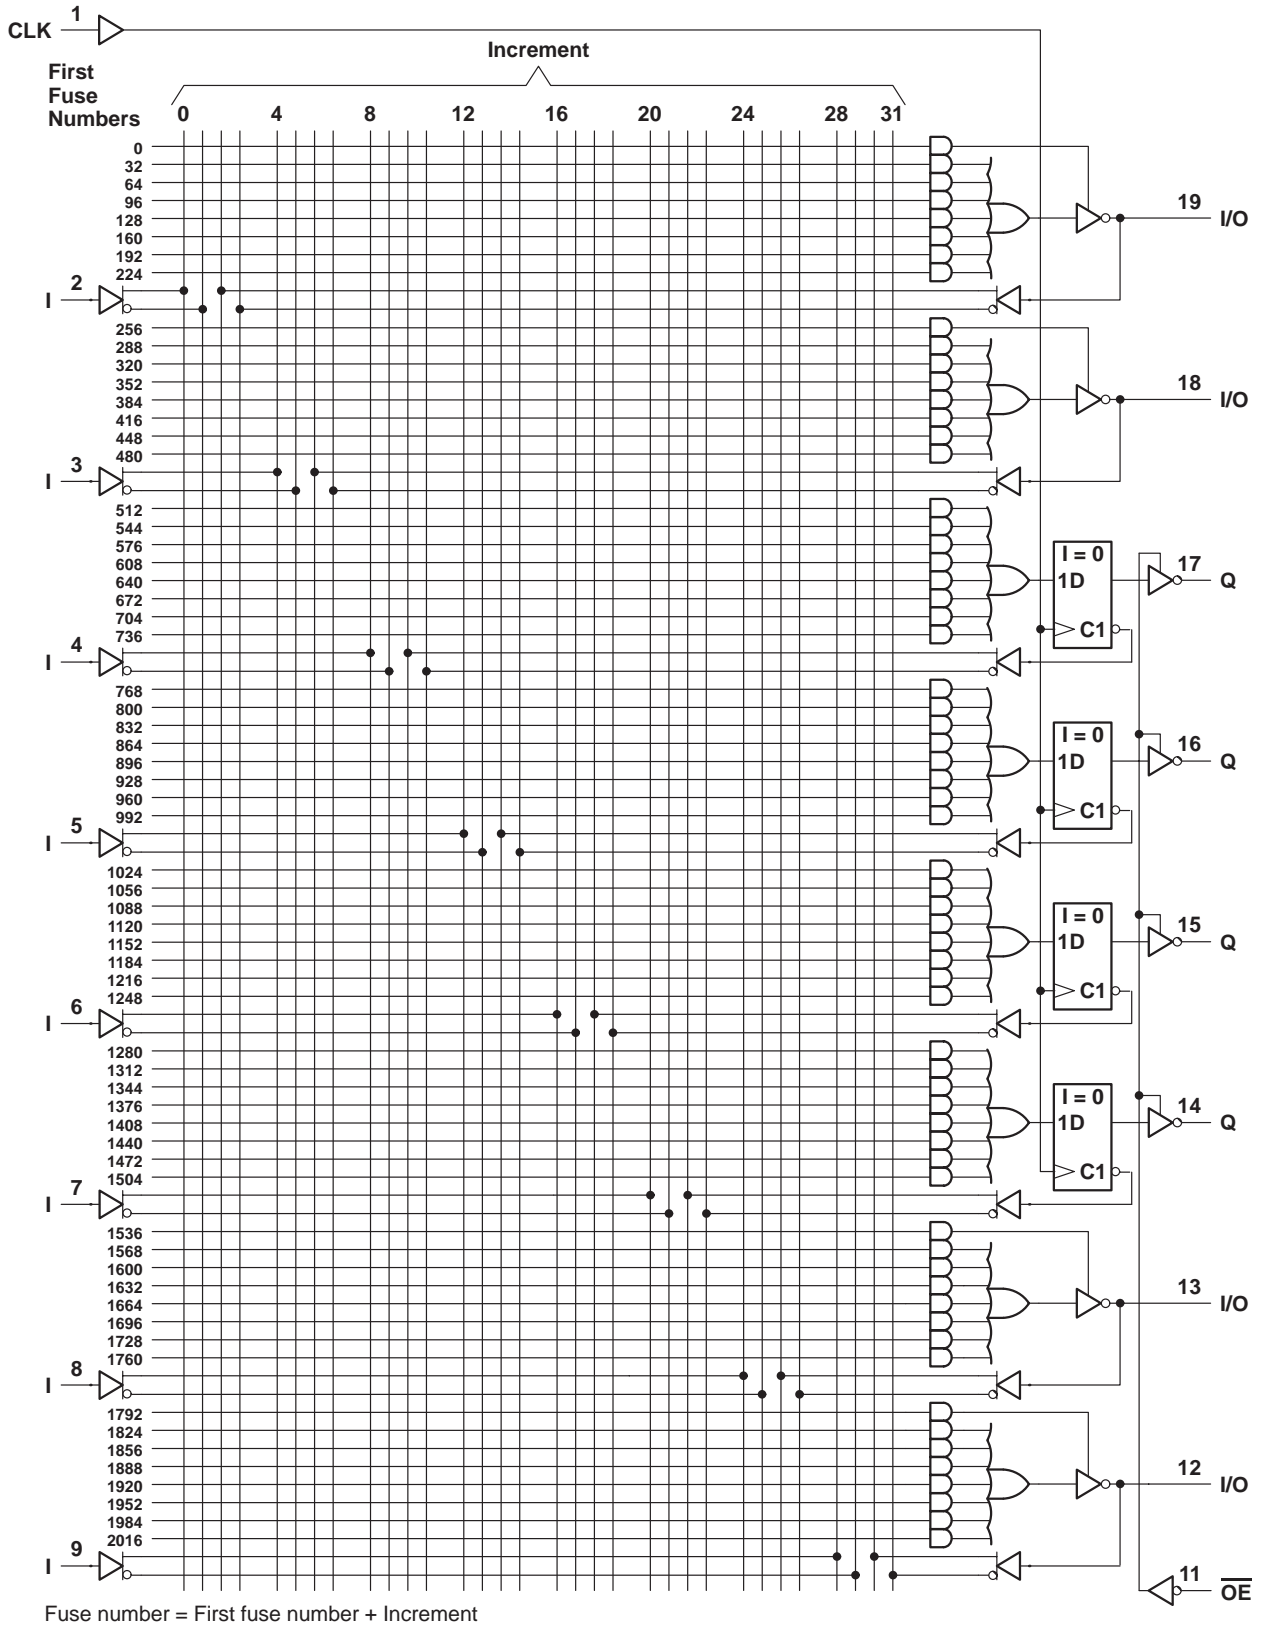 1
CLK
Increment
First
Fuse
Numbers
0 4 8 12 16 20 24 28 31
0
32
64
96
128
160
192
224
19
I/O
2
I
256
288
320
352
384
416
448
480
18
I/O
3
I
512
544
576
608
640
672
704
736
I = 0
1D
C1
17
Q
4
I
768
800
832
864
896
928
960
992
I = 0
1D
C1
16
Q
5
I
1024
1056
1088
1120
1152
1184
1216
1248
I = 0
1D
C1
15
Q
6
I
1280
1312
1344
1376
1408
1440
1472
1504
I = 0
1D
C1
14
Q
7
I
1536
1568
1600
1632
1664
1696
1728
1760
13
I/O
8
I
1792
1824
1856
1888
1920
1952
1984
2016
12
I/O
9
I
11
OE
Fuse number = First fuse number + Increment